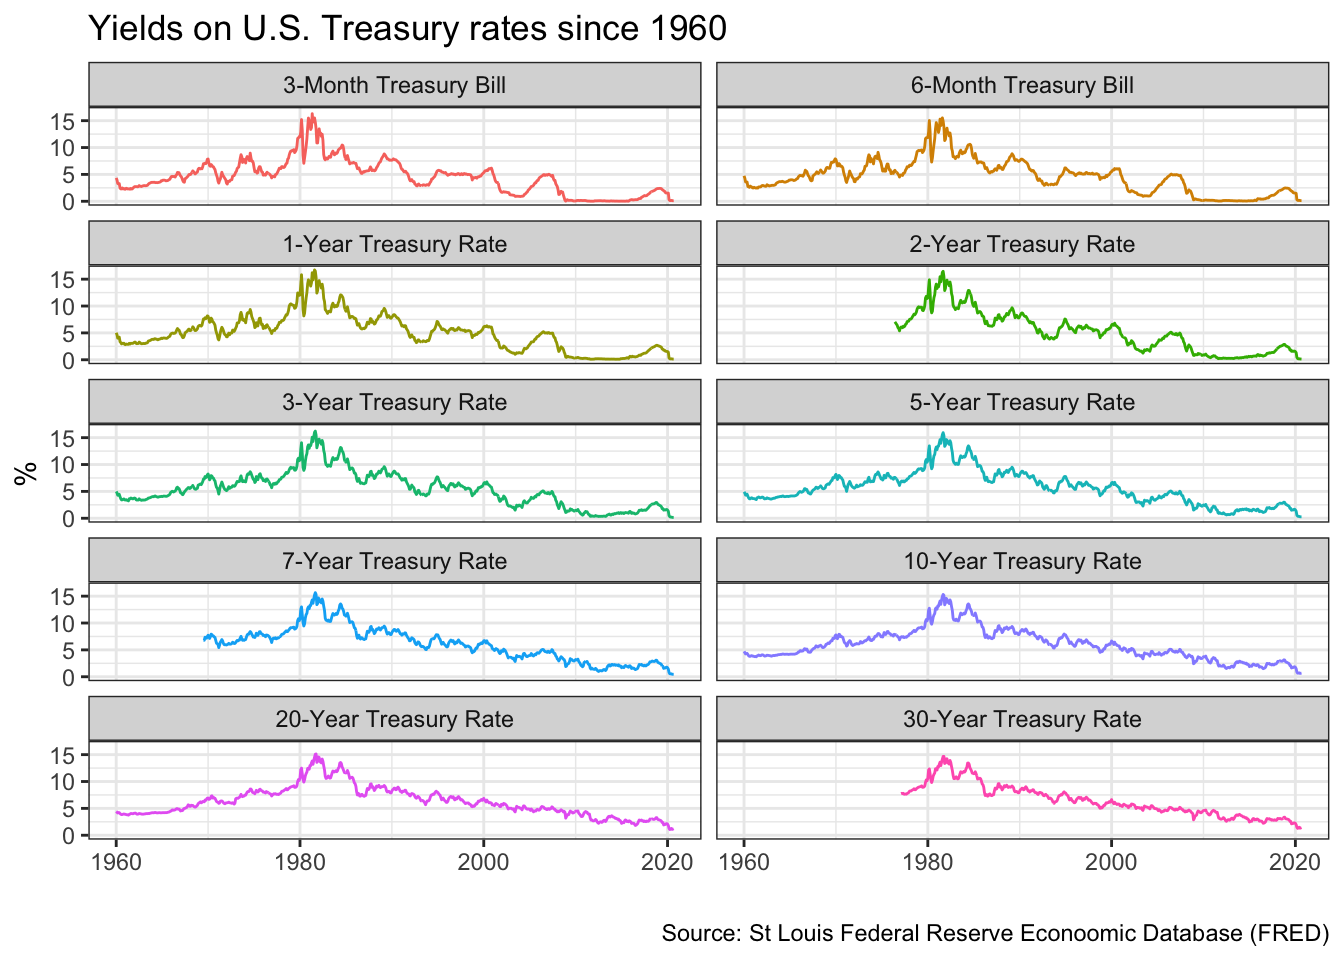 Yields on U.S. Treasury rates since 1960
3-Month Treasury Bill
6-Month Treasury Bill
15
10
5
0
1-Year Treasury Rate
2-Year Treasury Rate
15
10
5
0
3-Year Treasury Rate
5-Year Treasury Rate
15
10
5
0
%
7-Year Treasury Rate
10-Year Treasury Rate
15
10
5
0
20-Year Treasury Rate
30-Year Treasury Rate
15
10
5
0
1960 1980 2000 2020 1960 1980 2000 2020
Source: St Louis Federal Reserve Econoomic Database (FRED)